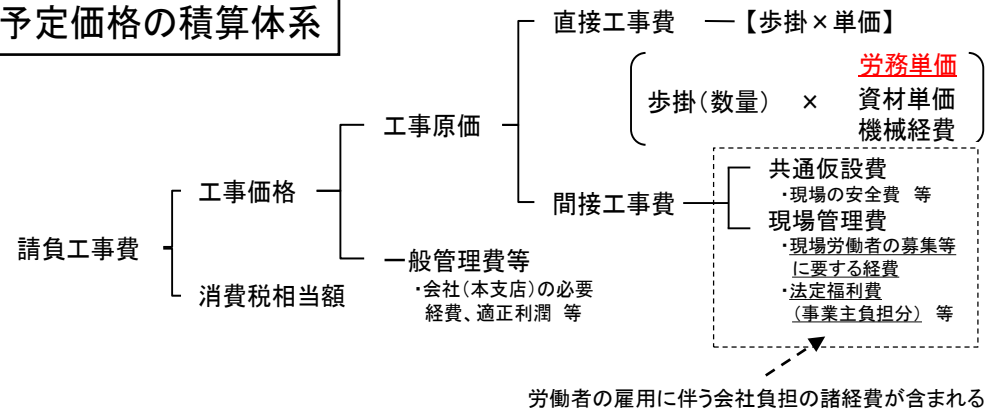 予定価格の積算体系
直接工事費
【歩掛×単価】
歩掛(数量) ×
労務単価
資材単価
機械経費
工事原価
間接工事費
共通仮設費
・現場の安全費 等
現場管理費
・現場労働者の募集等
に要する経費
・法定福利費
(事業主負担分) 等
工事価格
請負工事費
一般管理費等
・会社(本支店)の必要
経費、適正利潤 等
消費税相当額
労働者の雇用に伴う会社負担の諸経費が含まれる